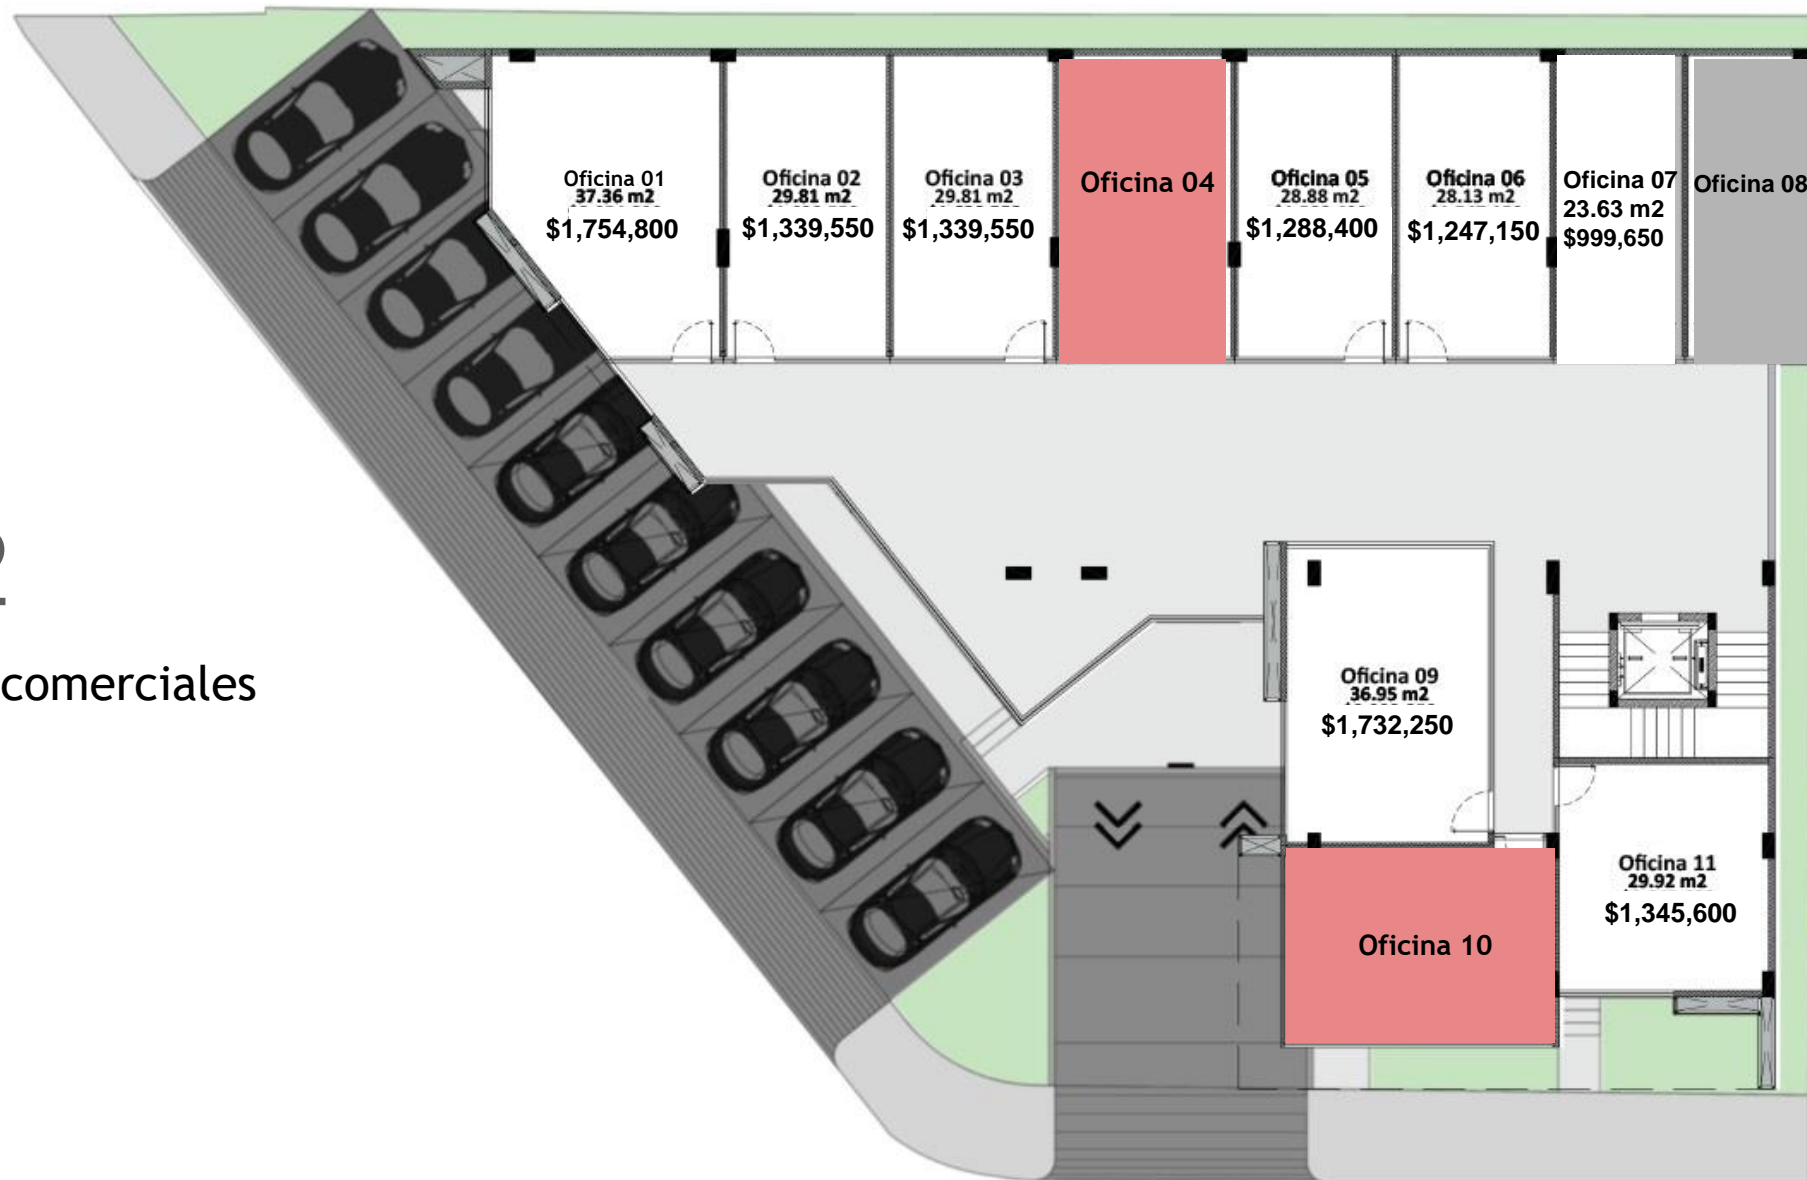 Oficina 01
37.36 m2
$1,754,800
Oficina 02
29.81 m2
$1,339,550
Oficina 03
29.81 m2
$1,339,550
Oficina 04
Oficina 05
28.88 m2
$1,288,400
Oficina 06
28.13 m2
$1,247,150
Oficina 07
23.63 m2
$999,650
Oficina 08
comerciales
Oficina 09
36.95 m2
$1,732,250
Oficina 10
Oficina 11
29.92 m2
$1,345,600